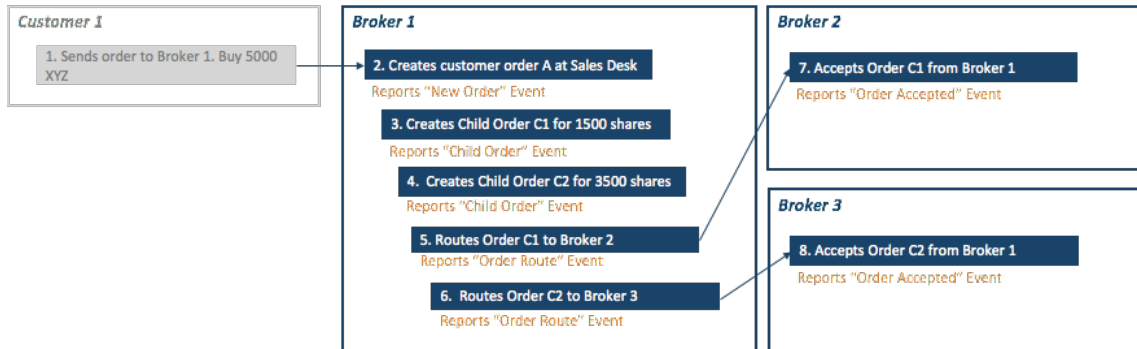 Customer 1
1. Sends order to Broker 1. Buy 5000
XYZ
Broker 1
2. Creates customer order A at Sales Desk
Reports "New Order" Event
3. Creates Child Order C1 for 1500 shares
Reports "Child Order" Event
4. Creates Child Order C2 for 3500 shares
Reports "Child Order" Event
5. Routes Order C1 to Broker 2
Reports "Order Route" Event
6. Routes Order C2 to Broker 3
Reports "Order Route" Event
Broker 2
7. Accepts Order C1 from Broker 1
Reports "Order Accepted" Event
Broker 3
8. Accepts Order C2 from Broker 1
Reports "Order Accepted" Event